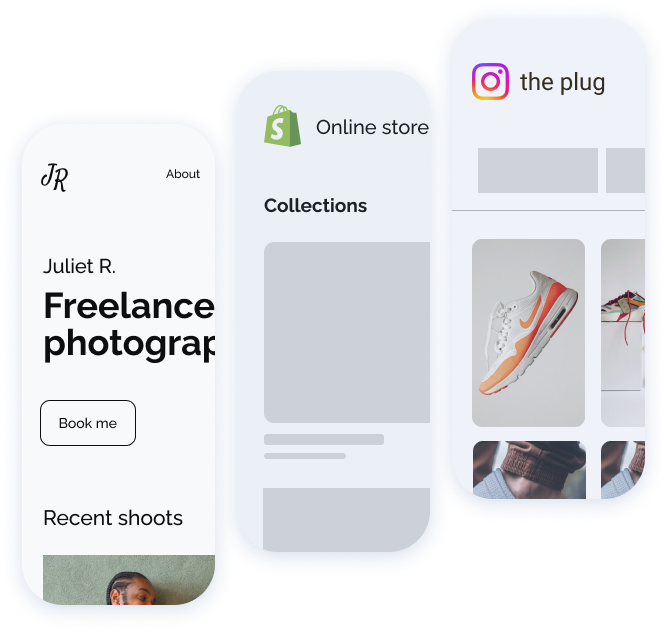 JR
About
Juliet R.
Freelance
photograp
Book me
Recent shoots
S
Online store
Collections
the plug